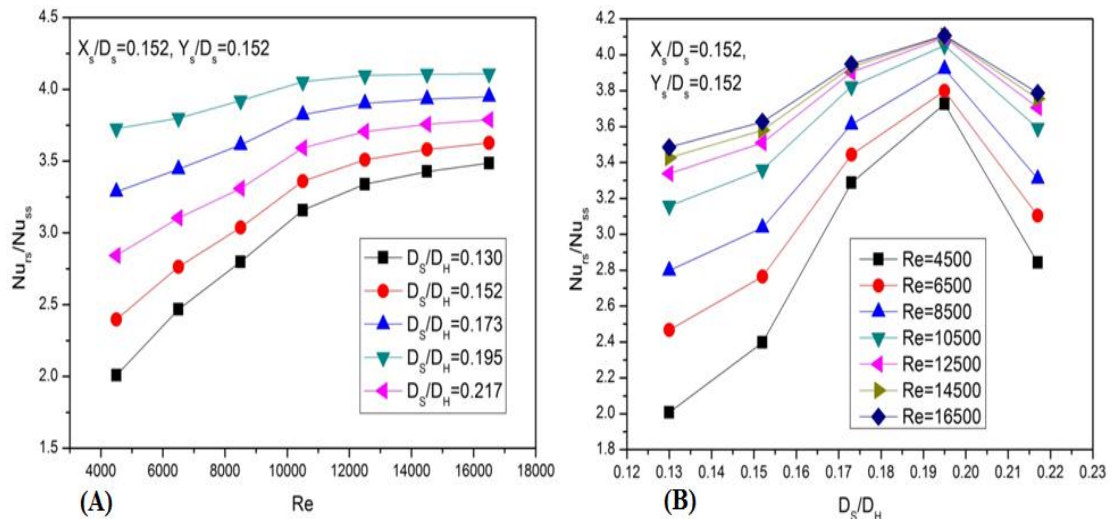 X_s/D_s=0.152, Y_s/D_s=0.152
Nu_rs/Nu_ss
4.5
4.0
3.5
3.0
2.5
2.0
1.5
D_S/D_H=0.130
D_S/D_H=0.152
D_S/D_H=0.173
D_S/D_H=0.195
D_S/D_H=0.217
4000 6000 8000 10000 12000 14000 16000 18000
(A)
Re
X_s/D_s=0.152,
Y_s/D_s=0.152
Nu_rs/Nu_ss
4.2
4.0
3.8
3.6
3.4
3.2
3.0
2.8
2.6
2.4
2.2
2.0
1.8
Re=4500
Re=6500
Re=8500
Re=10500
Re=12500
Re=14500
Re=16500
0.12 0.13 0.14 0.15 0.16 0.17 0.18 0.19 0.20 0.21 0.22 0.23
(B)
D_S/D_H